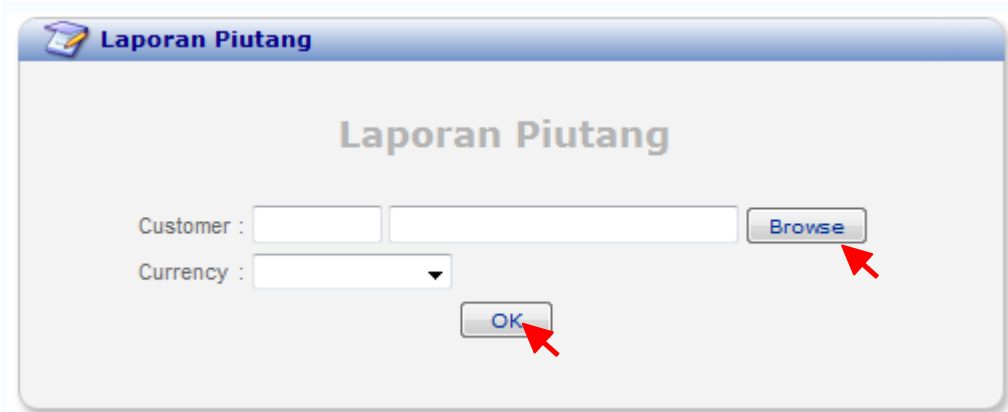 Laporan Piutang
Laporan Piutang
Customer : Browse
Currency :
OK